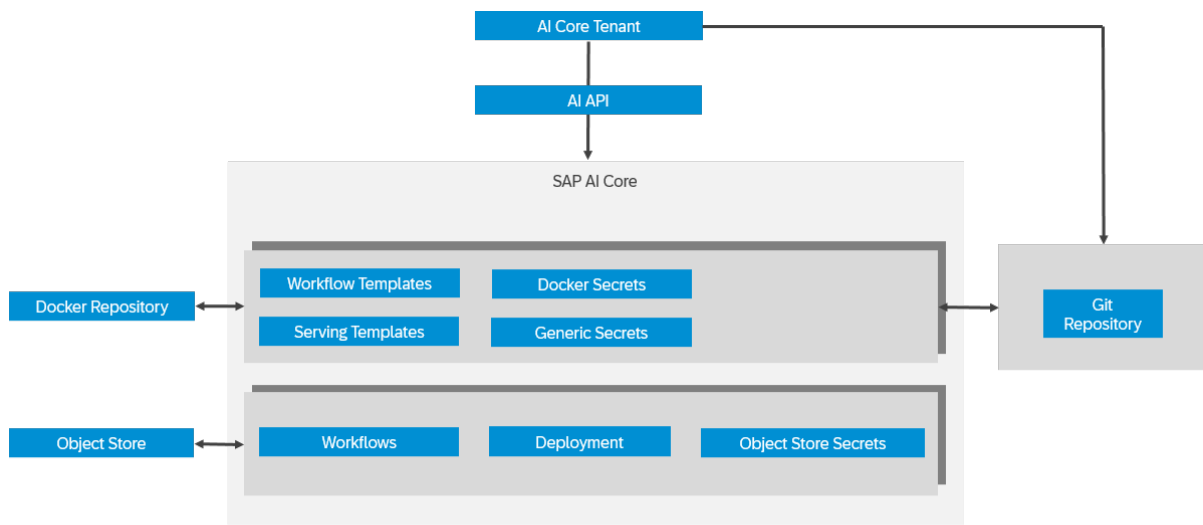 AI Core Tenant
AI API
SAP AI Core
Workflow Templates
Docker Secrets
Docker Repository
Serving Templates
Generic Secrets
Git
Repository
Object Store
Workflows
Deployment
Object Store Secrets